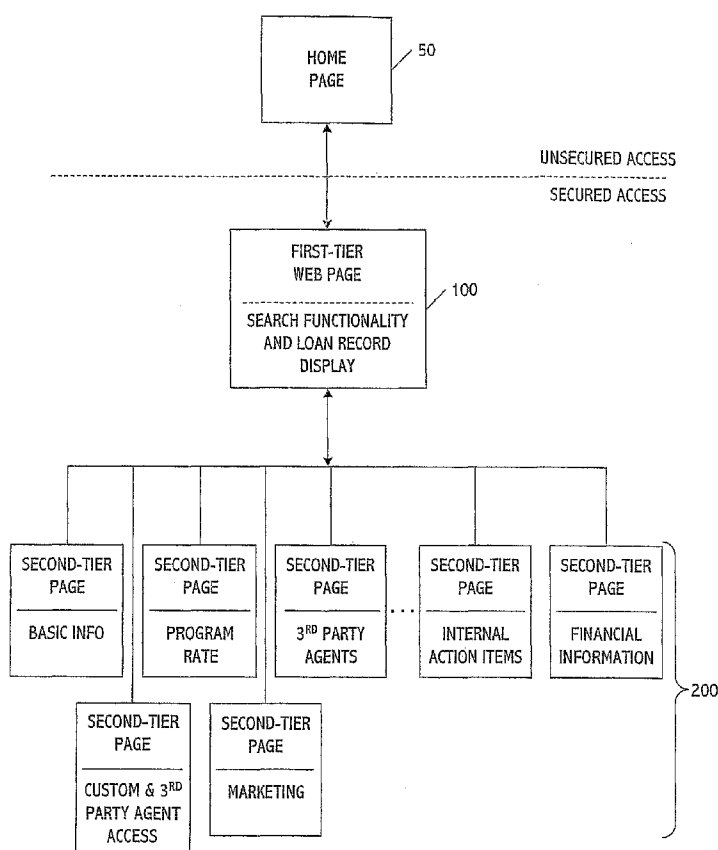 HOME
PAGE
50
UNSECURED ACCESS
SECURED ACCESS
FIRST-TIER
WEB PAGE
100
SEARCH FUNCTIONALITY
AND LOAN RECORD
DISPLAY
SECOND-TIER
PAGE
BASIC INFO
SECOND-TIER
PAGE
PROGRAM
RATE
SECOND-TIER
PAGE
3RD PARTY
AGENTS
...
SECOND-TIER
PAGE
INTERNAL
ACTION ITEMS
SECOND-TIER
PAGE
FINANCIAL
INFORMATION
200
SECOND-TIER
PAGE
CUSTOM & 3RD
PARTY AGENT
ACCESS
SECOND-TIER
PAGE
MARKETING